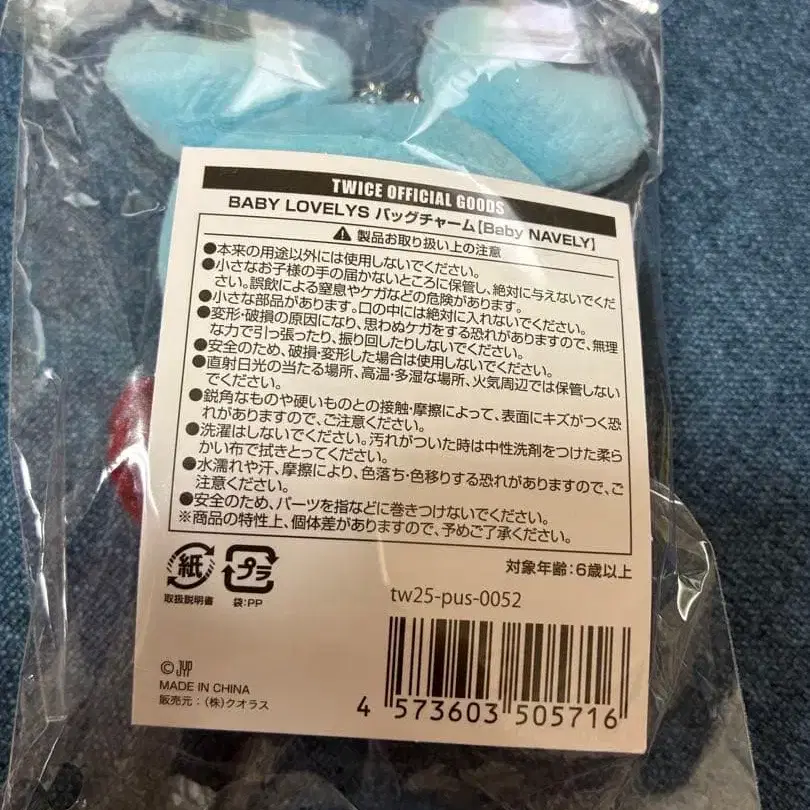 TWICE OFFICIAL GOODS
BABY LOVELYS バッグチャーム【Baby NAVELY】
⚠ 製品お取り扱い上の注意
●本来の用途以外には使用しないでください。
●小さなお子様の手の届かないところに保管し、絶対に与えないでくだ
さい。誤飲による窒息やケガなどの危険があります。
●小さな部品があります。口の中には絶対に入れないでください。
●変形・破損の原因になり、思わぬケガをする恐れがありますので、無理
な力で引っ張ったり、振り回したりしないでください。
●安全のため、破損・変形した場合は使用しないでください。
●直射日光の当たる場所、高温・多湿な場所、火気周辺では保管しない
でください。
●鋭角なものや硬いものとの接触・摩擦によって、表面にキズがつく恐
れがありますので、ご注意ください。
●洗濯はしないでください。汚れがついた時は中性洗剤をつけた柔ら
かい布で拭きとってください。
●水濡れや汗、摩擦により、色落ち・色移りする恐れがありますので、ご
注意ください。
●安全のため、パーツを指などに巻きつけないでください。
※商品の特性上、個体差がありますので、予めご了承ください。
対象年齢:6歳以上
紙 プラ
取扱説明書 袋:PP
tw25-pus-0052
© JYP
MADE IN CHINA
販売元:(株)クオラス
4 573603 505716